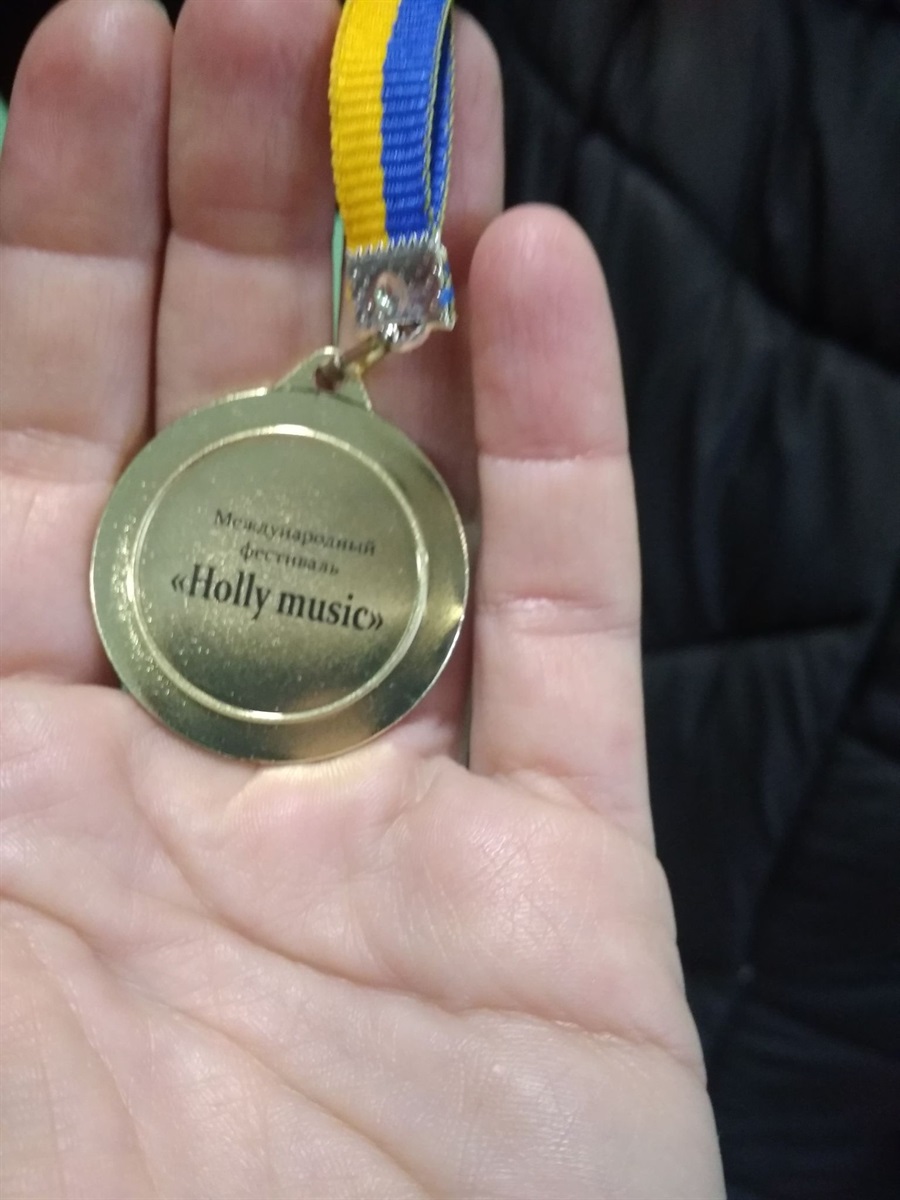 Международный
фестиваль
«Holly music»